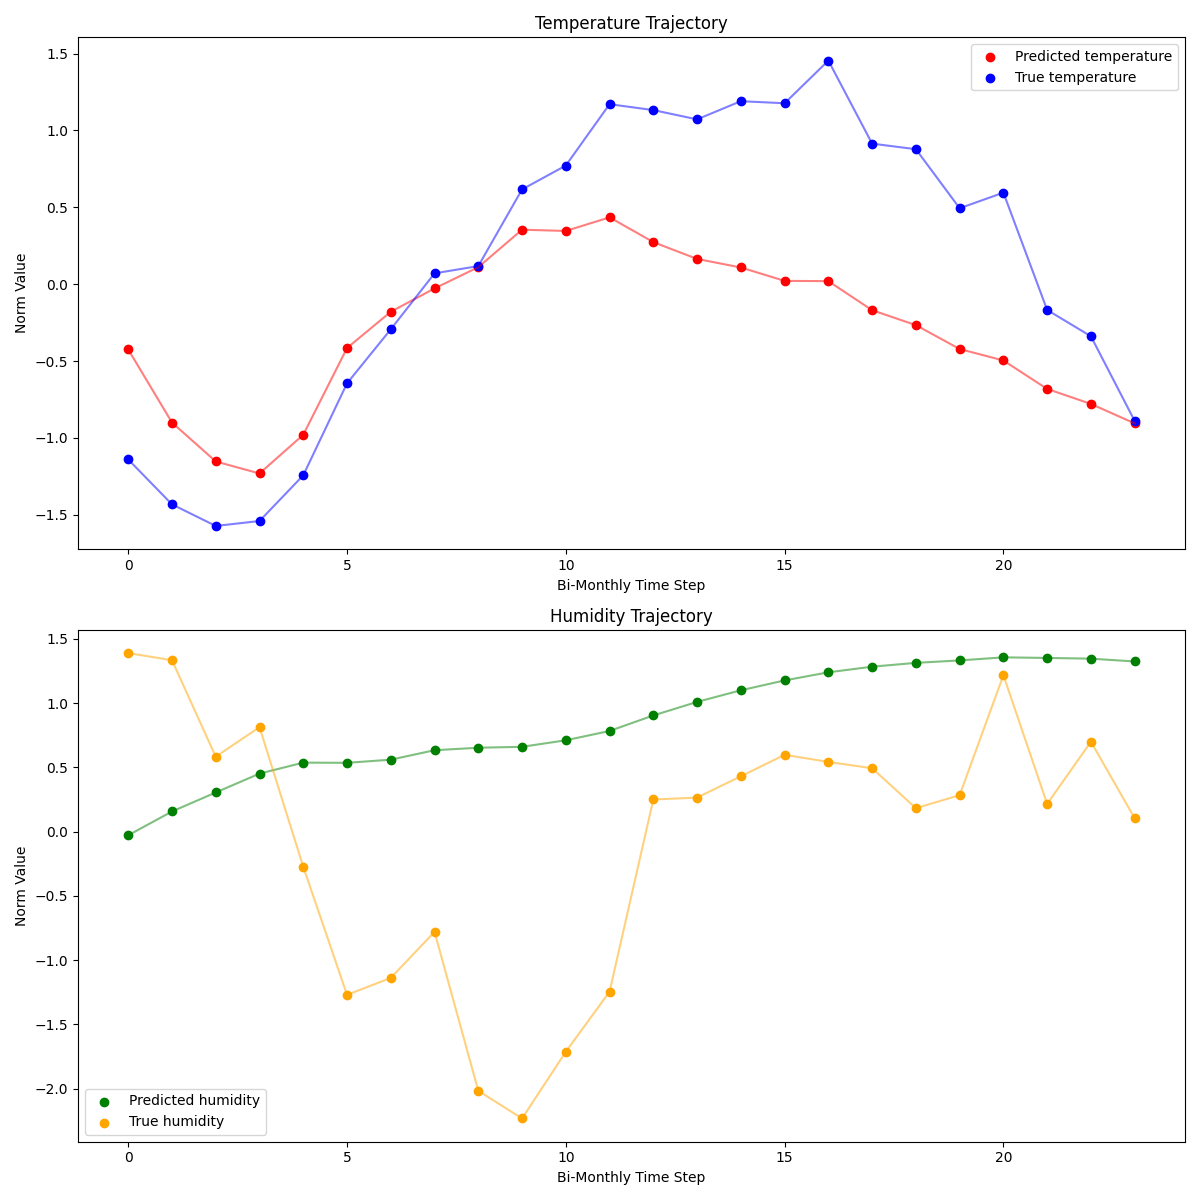 Temperature Trajectory
Norm Value
1.5
1.0
0.5
0.0
−0.5
−1.0
−1.5
Predicted temperature
True temperature
0 5 10 15 20
Bi-Monthly Time Step
Humidity Trajectory
Norm Value
1.5
1.0
0.5
0.0
−0.5
−1.0
−1.5
−2.0
Predicted humidity
True humidity
0 5 10 15 20
Bi-Monthly Time Step